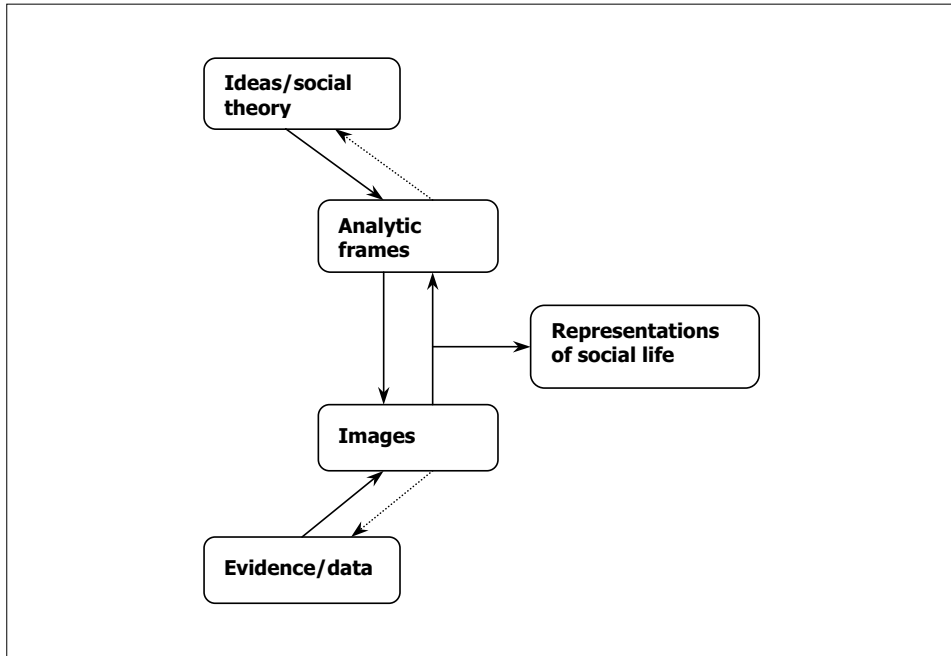 Ideas/social
theory
Analytic
frames
Representations
of social life
Images
Evidence/data